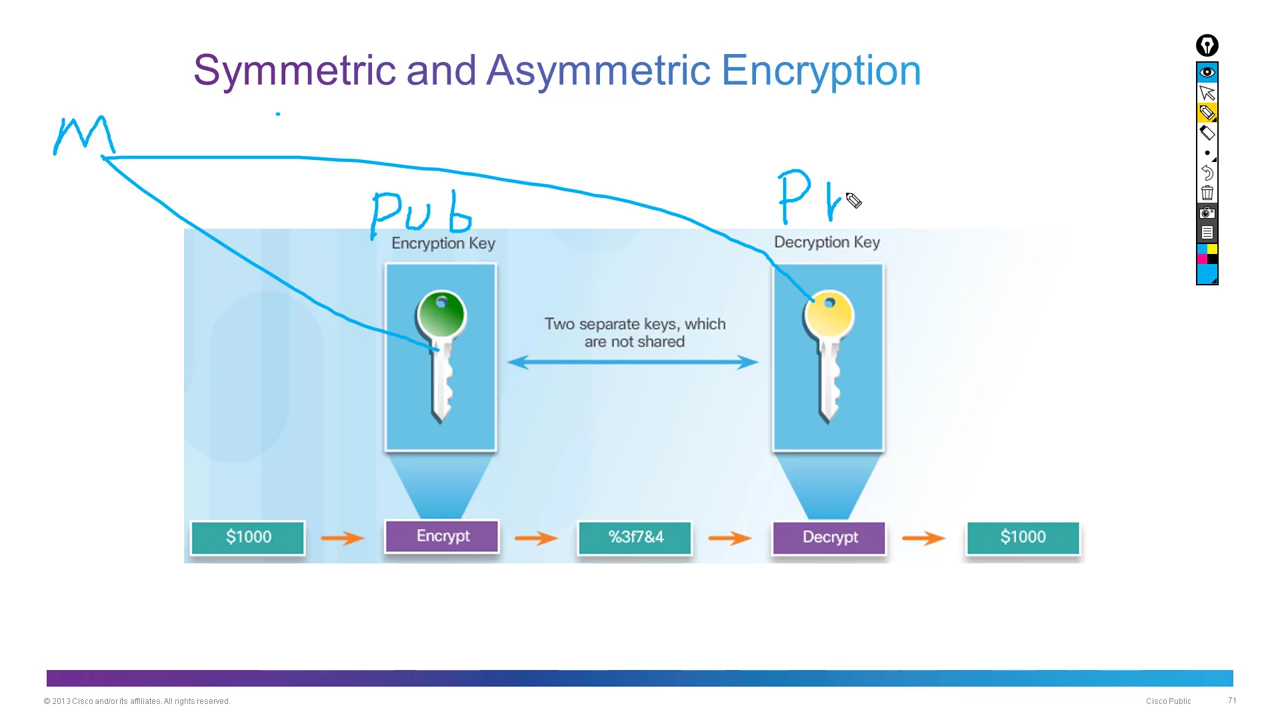 Symmetric and Asymmetric Encryption
M
Pub
Pr
Encryption Key
Decryption Key
Two separate keys, which
are not shared
$1000
Encrypt
%3f7&4
Decrypt
$1000
© 2013 Cisco and/or its affiliates. All rights reserved.
Cisco Public
71